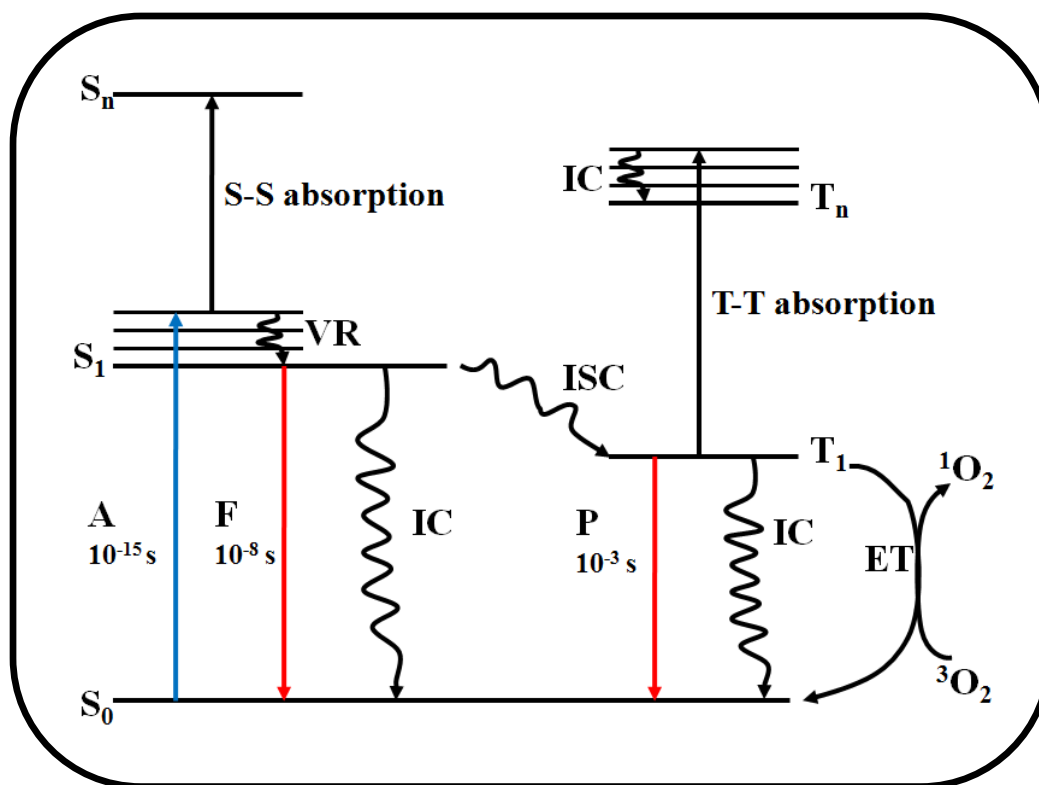 Sₙ
S-S absorption
IC
Tₙ
T-T absorption
VR
S₁
ISC
T₁
¹O₂
A
10⁻¹⁵ s
F
10⁻⁸ s
IC
P
10⁻³ s
IC
ET
³O₂
S₀